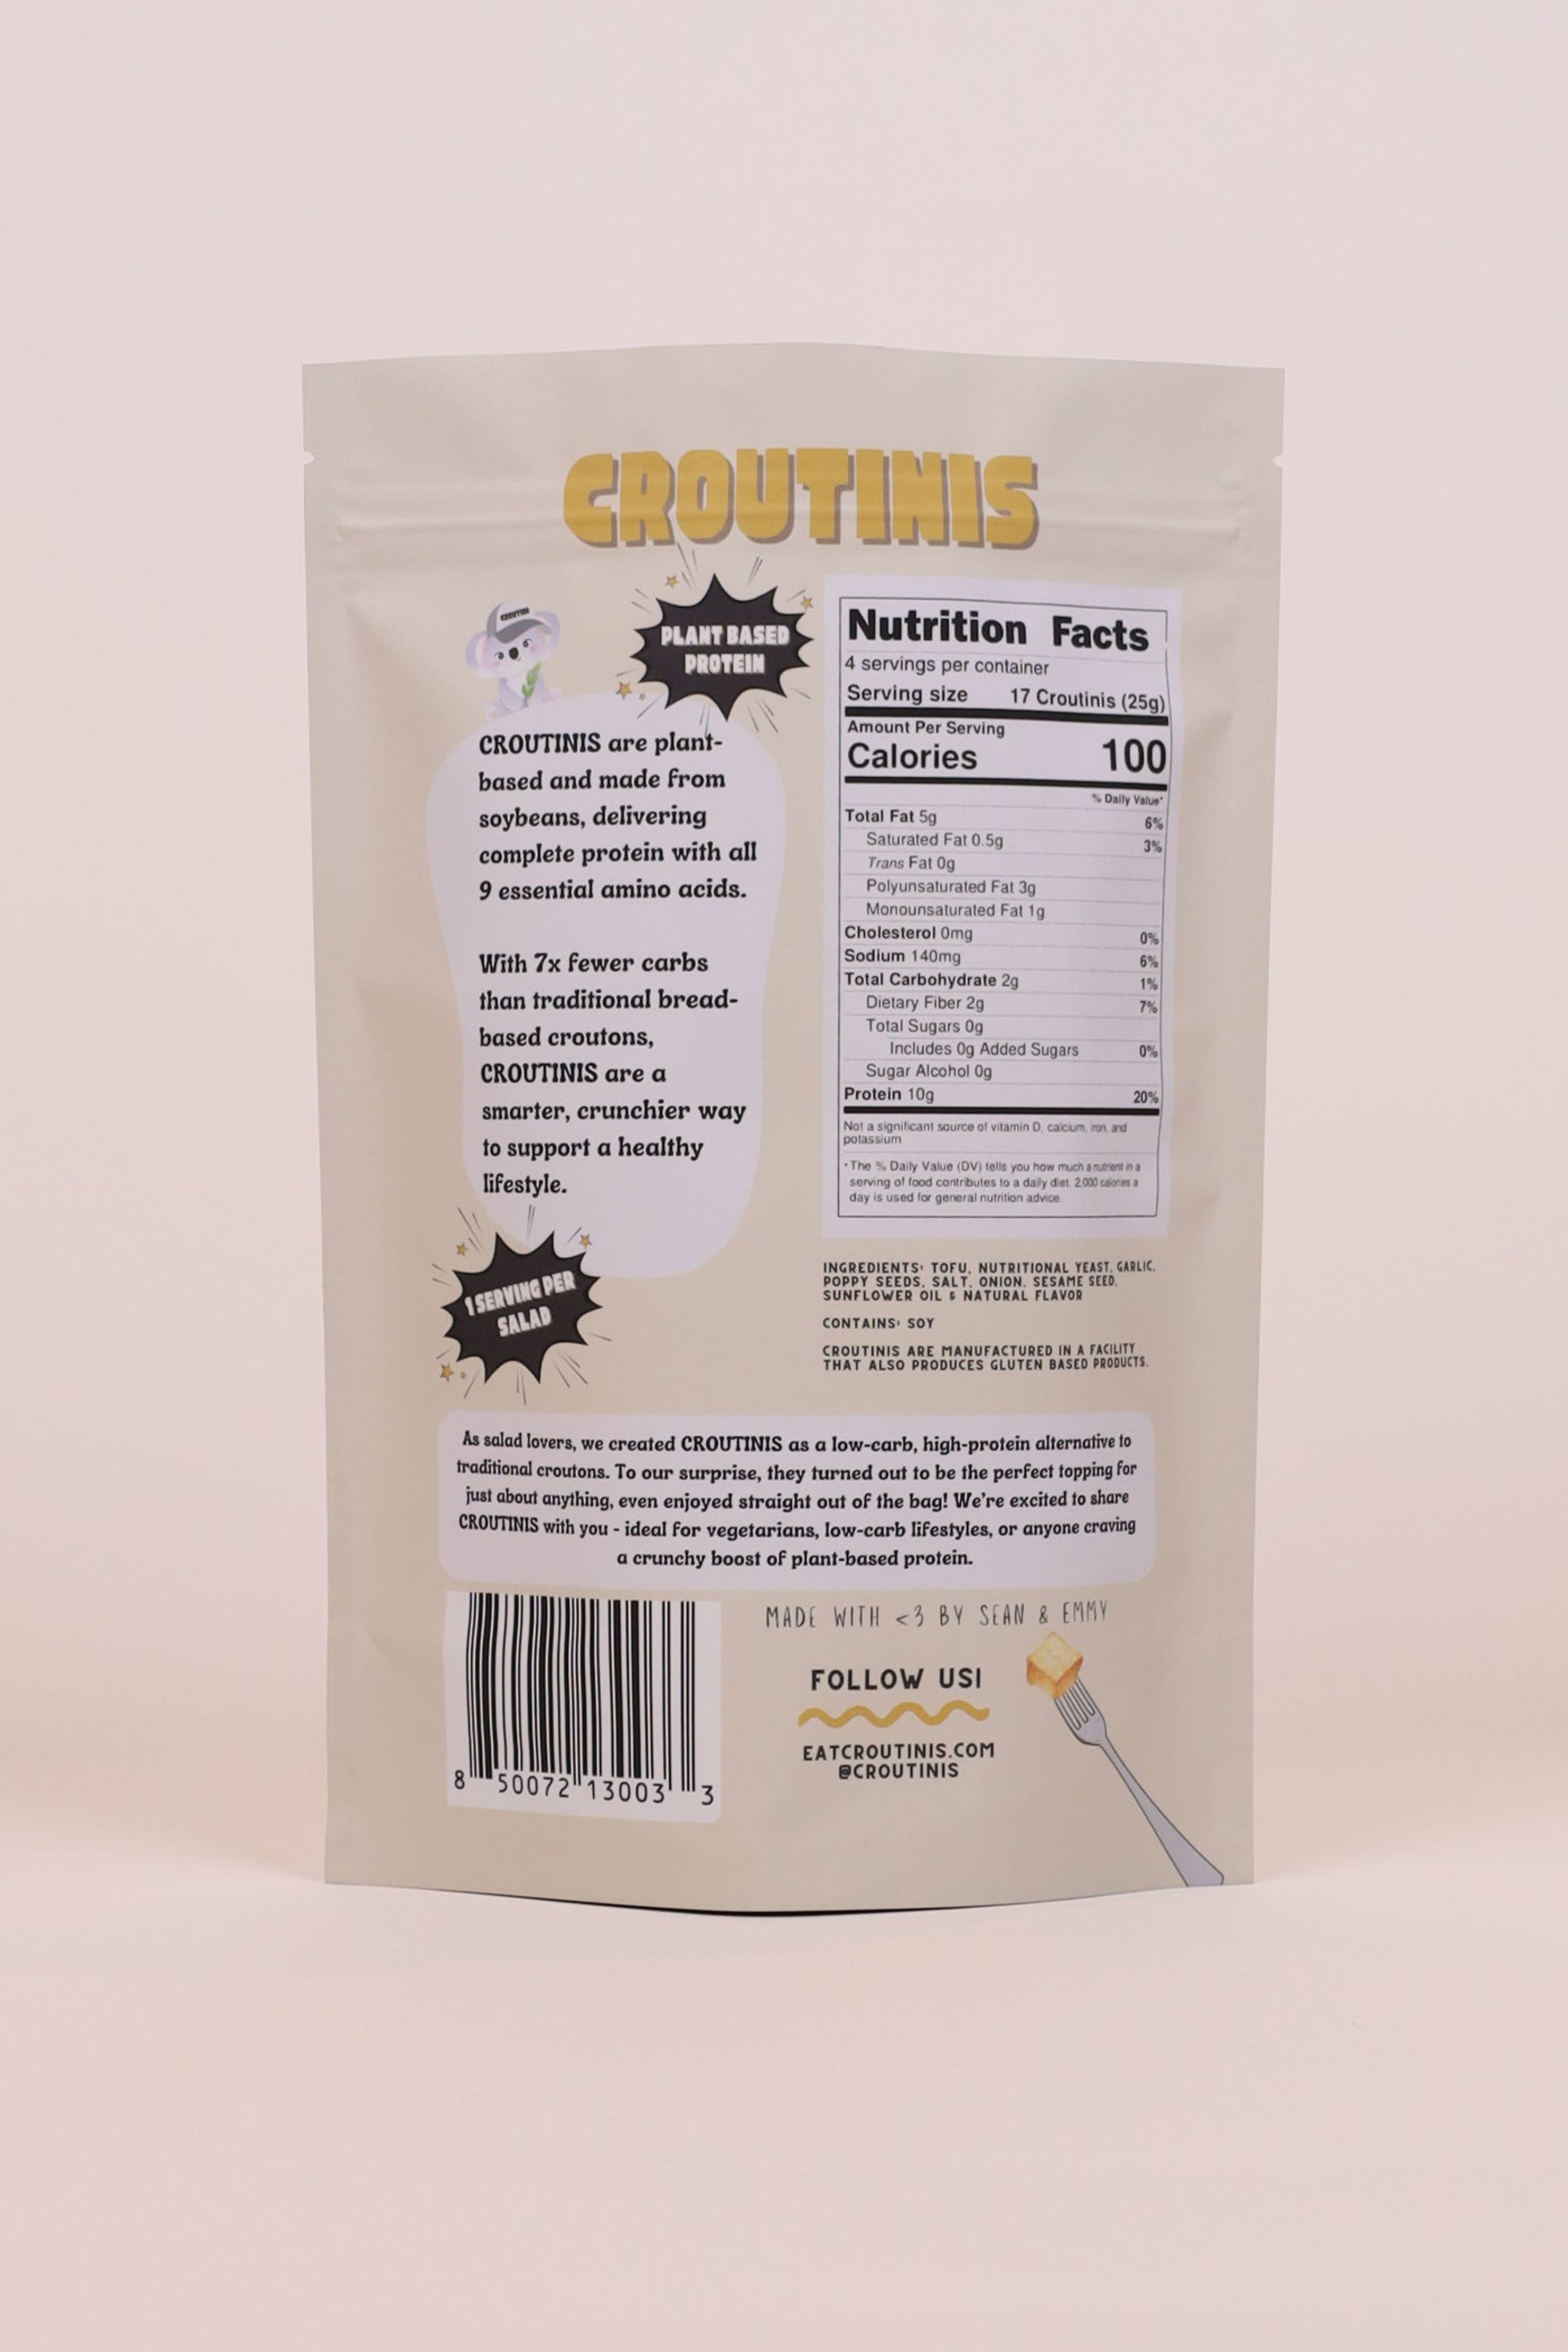 CROUTINIS
CROUTINI
PLANT BASED
PROTEIN
CROUTINIS are plant-
based and made from
soybeans, delivering
complete protein with all
9 essential amino acids.
With 7x fewer carbs
than traditional bread-
based croutons,
CROUTINIS are a
smarter, crunchier way
to support a healthy
lifestyle.
1 SERVING PER
SALAD
Nutrition Facts
4 servings per container
Serving size 17 Croutinis (25g)
Amount Per Serving
Calories 100
% Daily Value*
Total Fat 5g 6%
Saturated Fat 0.5g 3%
Trans Fat 0g
Polyunsaturated Fat 3g
Monounsaturated Fat 1g
Cholesterol 0mg 0%
Sodium 140mg 6%
Total Carbohydrate 2g 1%
Dietary Fiber 2g 7%
Total Sugars 0g
Includes 0g Added Sugars 0%
Sugar Alcohol 0g
Protein 10g 20%
Not a significant source of vitamin D, calcium, iron, and
potassium
*The % Daily Value (DV) tells you how much a nutrient in a
serving of food contributes to a daily diet. 2,000 calories a
day is used for general nutrition advice.
INGREDIENTS: TOFU, NUTRITIONAL YEAST, GARLIC,
POPPY SEEDS, SALT, ONION, SESAME SEED,
SUNFLOWER OIL & NATURAL FLAVOR
CONTAINS: SOY
CROUTINIS ARE MANUFACTURED IN A FACILITY
THAT ALSO PRODUCES GLUTEN BASED PRODUCTS.
As salad lovers, we created CROUTINIS as a low-carb, high-protein alternative to
traditional croutons. To our surprise, they turned out to be the perfect topping for
just about anything, even enjoyed straight out of the bag! We're excited to share
CROUTINIS with you - ideal for vegetarians, low-carb lifestyles, or anyone craving
a crunchy boost of plant-based protein.
8 50072 13003 3
MADE WITH <3 BY SEAN & EMMY
FOLLOW US!
EATCROUTINIS.COM
@CROUTINIS